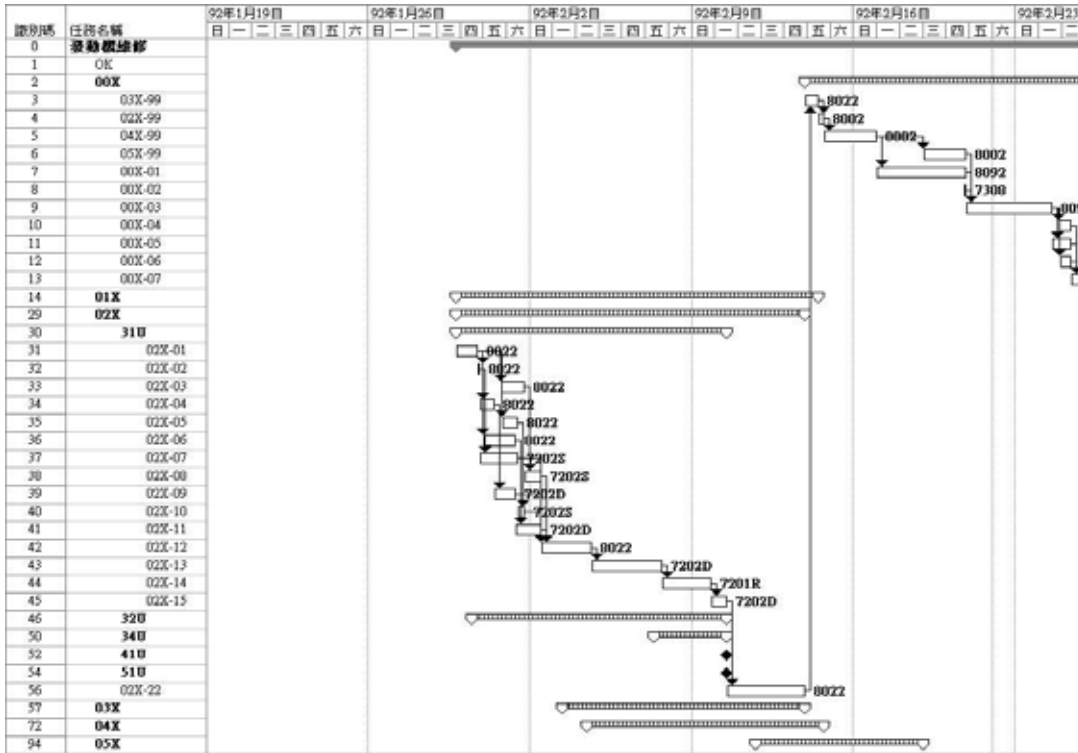 92年1月19日 92年1月26日 92年2月2日 92年2月9日 92年2月16日 92年2月23
識別碼 任務名稱 日 一 二 三 四 五 六 日 一 二 三 四 五 六 日 一 二 三 四 五 六 日 一 二 三 四 五 六 日 一 二 三 四 五 六 日 一 二
0 發動機維修
1 OK
2 00X
3 03X-99 8022
4 02X-99 8002
5 04X-99 0002
6 05X-99 8002
7 00X-01 8092
8 00X-02 7308
9 00X-03 809
10 00X-04
11 00X-05
12 00X-06
13 00X-07
14 01X
29 02X
30 31U
31 02X-01 0022
32 02X-02 8022
33 02X-03 8022
34 02X-04 8022
35 02X-05 8022
36 02X-06 8022
37 02X-07 7202S
38 02X-08 7202S
39 02X-09 7202D
40 02X-10 7202S
41 02X-11 7202D
42 02X-12 8022
43 02X-13 7202D
44 02X-14 7201R
45 02X-15 7202D
46 32U
50 34U
52 41U
54 51U
56 02X-22 8022
57 03X
72 04X
94 05X